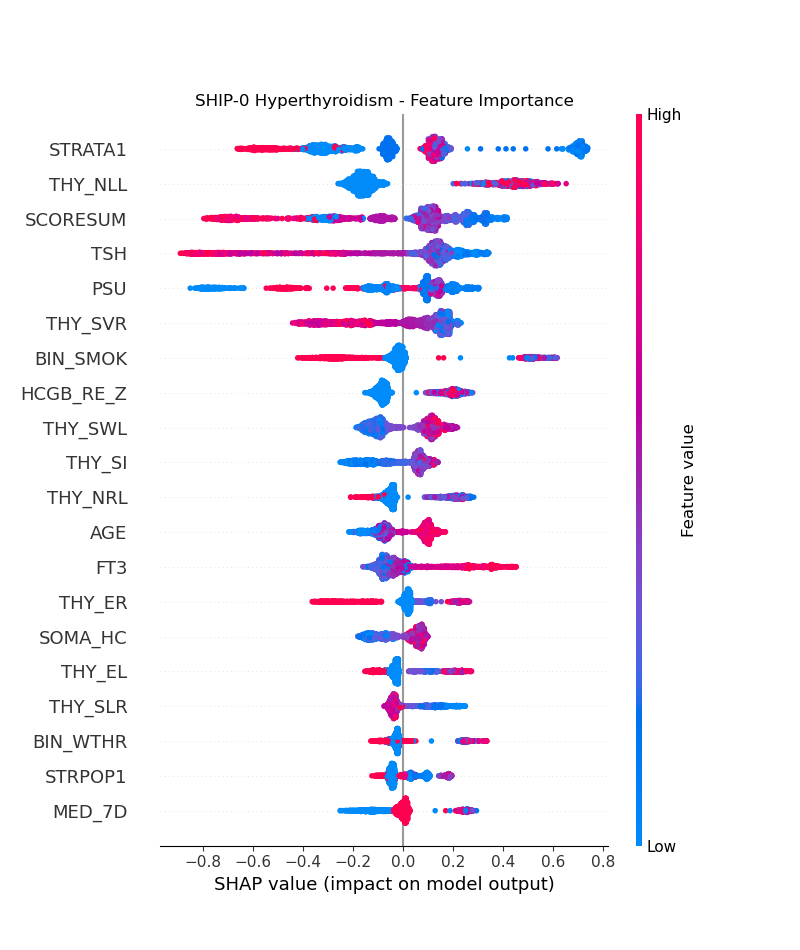 SHIP-0 Hyperthyroidism - Feature Importance
High
STRATA1
THY_NLL
SCORESUM
TSH
PSU
THY_SVR
BIN_SMOK
HCGB_RE_Z
THY_SWL
THY_SI
THY_NRL
AGE
FT3
THY_ER
SOMA_HC
THY_EL
THY_SLR
BIN_WTHR
STRPOP1
MED_7D
Feature value
Low
−0.8 −0.6 −0.4 −0.2 0.0 0.2 0.4 0.6 0.8
SHAP value (impact on model output)